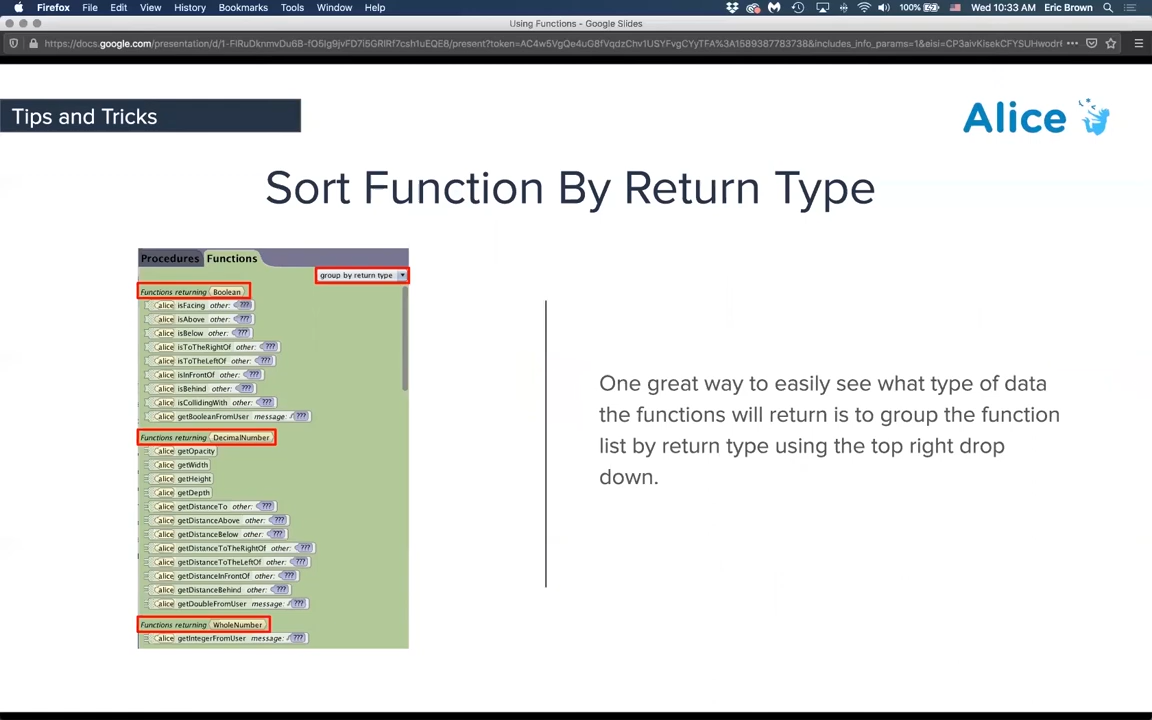 Firefox File Edit View History Bookmarks Tools Window Help 100% Wed 10:33 AM Eric Brown
Using Functions - Google Slides
Tips and Tricks
Alice
Sort Function By Return Type
Procedures Functions
group by return type
Functions returning Boolean
alice isFacing other: ???
alice isAbove other: ???
alice isBelow other: ???
alice isToTheRightOf other: ???
alice isToTheLeftOf other: ???
alice isInFrontOf other: ???
alice isBehind other: ???
alice isCollidingWith other: ???
alice getBooleanFromUser message: ???
Functions returning DecimalNumber
alice getOpacity
alice getWidth
alice getHeight
alice getDepth
alice getDistanceTo other: ???
alice getDistanceAbove other: ???
alice getDistanceBelow other: ???
alice getDistanceToTheRightOf other: ???
alice getDistanceToTheLeftOf other: ???
alice getDistanceInFrontOf other: ???
alice getDistanceBehind other: ???
alice getDoubleFromUser message: ???
Functions returning WholeNumber
alice getIntegerFromUser message: ???
One great way to easily see what type of data
the functions will return is to group the function
list by return type using the top right drop
down.